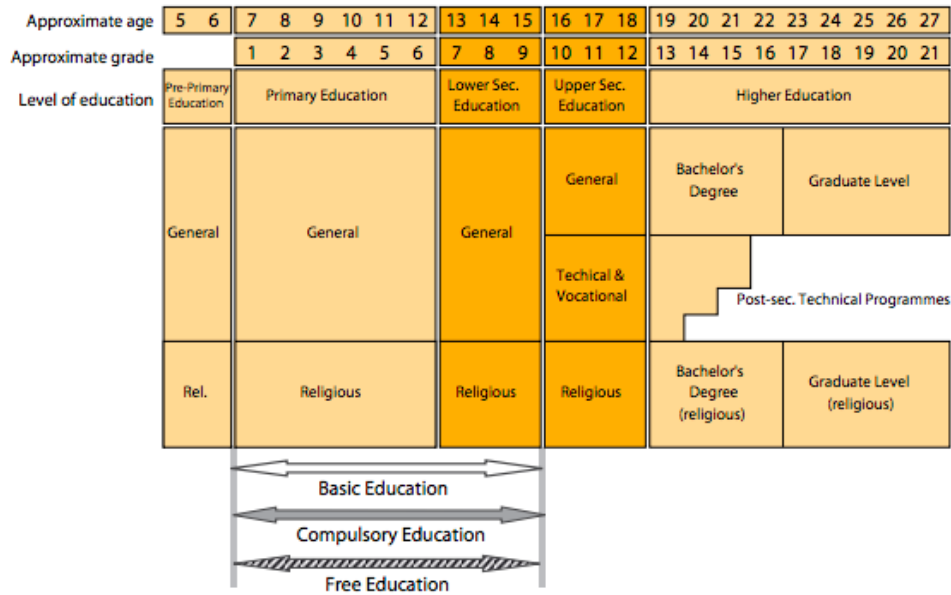 Approximate age 5 6 7 8 9 10 11 12 13 14 15 16 17 18 19 20 21 22 23 24 25 26 27
Approximate grade 1 2 3 4 5 6 7 8 9 10 11 12 13 14 15 16 17 18 19 20 21
Level of education
Pre-Primary
Education
Primary Education
Lower Sec.
Education
Upper Sec.
Education
Higher Education
General
General
General
General
Techical &
Vocational
Bachelor's
Degree
Graduate Level
Post-sec. Technical Programmes
Rel.
Religious
Religious
Religious
Bachelor's
Degree
(religious)
Graduate Level
(religious)
Basic Education
Compulsory Education
Free Education